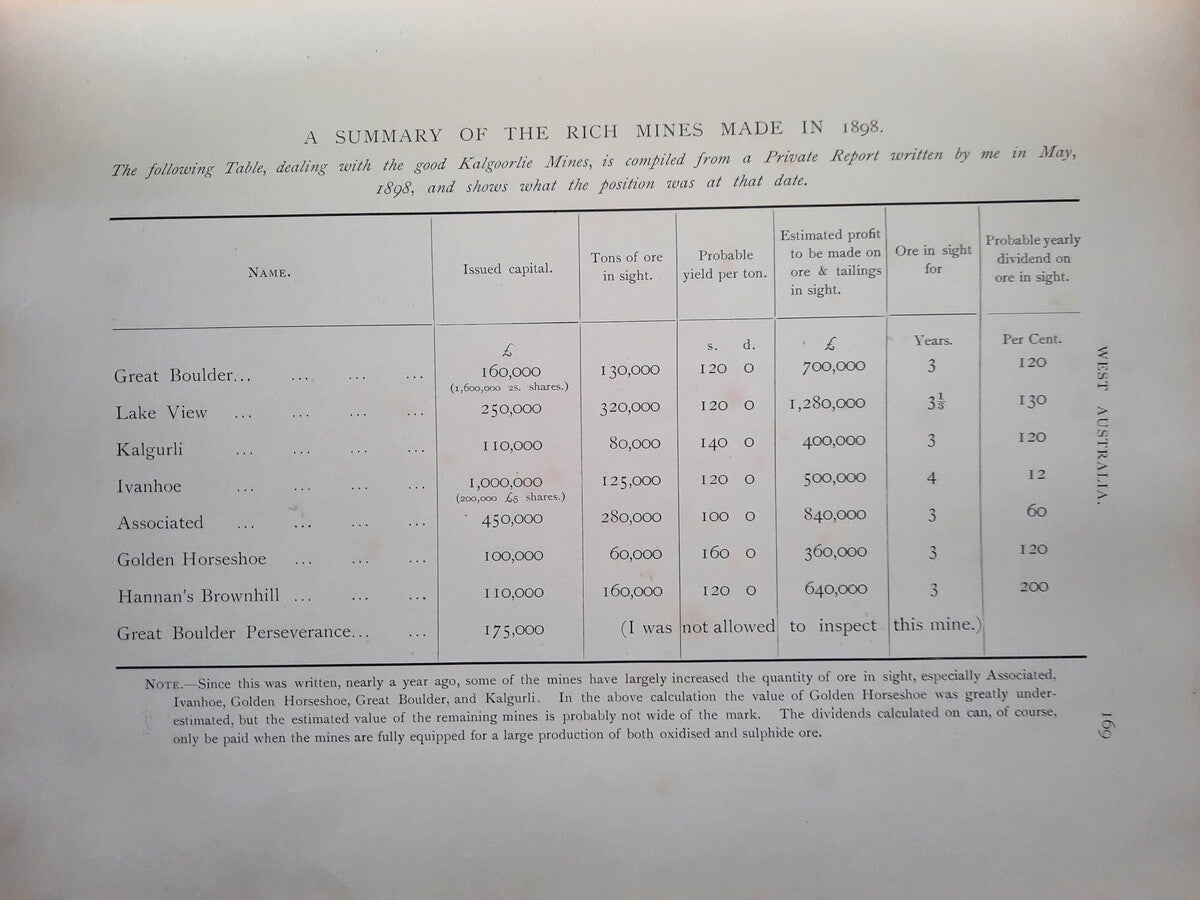 A SUMMARY OF THE RICH MINES MADE IN 1898.
The following Table, dealing with the good Kalgoorlie Mines, is compiled from a Private Report written by me in May,
1898, and shows what the position was at that date.
NAME. Issued capital. Tons of ore in sight. Probable yield per ton. Estimated profit to be made on ore & tailings in sight. Ore in sight for Probable yearly dividend on ore in sight.
£ s. d. £ Years. Per Cent.
Great Boulder... ... ... ... 160,000 130,000 120 0 700,000 3 120
(1,600,000 2s. shares.)
Lake View ... ... ... ... 250,000 320,000 120 0 1,280,000 3⅓ 130
Kalgurli ... ... ... ... 110,000 80,000 140 0 400,000 3 120
Ivanhoe ... ... ... ... 1,000,000 125,000 120 0 500,000 4 12
(200,000 £5 shares.)
Associated ... ... ... ... 450,000 280,000 100 0 840,000 3 60
Golden Horseshoe ... ... ... 100,000 60,000 160 0 360,000 3 120
Hannan's Brownhill ... ... ... 110,000 160,000 120 0 640,000 3 200
Great Boulder Perseverance... ... 175,000 (I was not allowed to inspect this mine.)
NOTE.—Since this was written, nearly a year ago, some of the mines have largely increased the quantity of ore in sight, especially Associated,
Ivanhoe, Golden Horseshoe, Great Boulder, and Kalgurli. In the above calculation the value of Golden Horseshoe was greatly under-
estimated, but the estimated value of the remaining mines is probably not wide of the mark. The dividends calculated on can, of course,
only be paid when the mines are fully equipped for a large production of both oxidised and sulphide ore.
WEST AUSTRALIA.
169